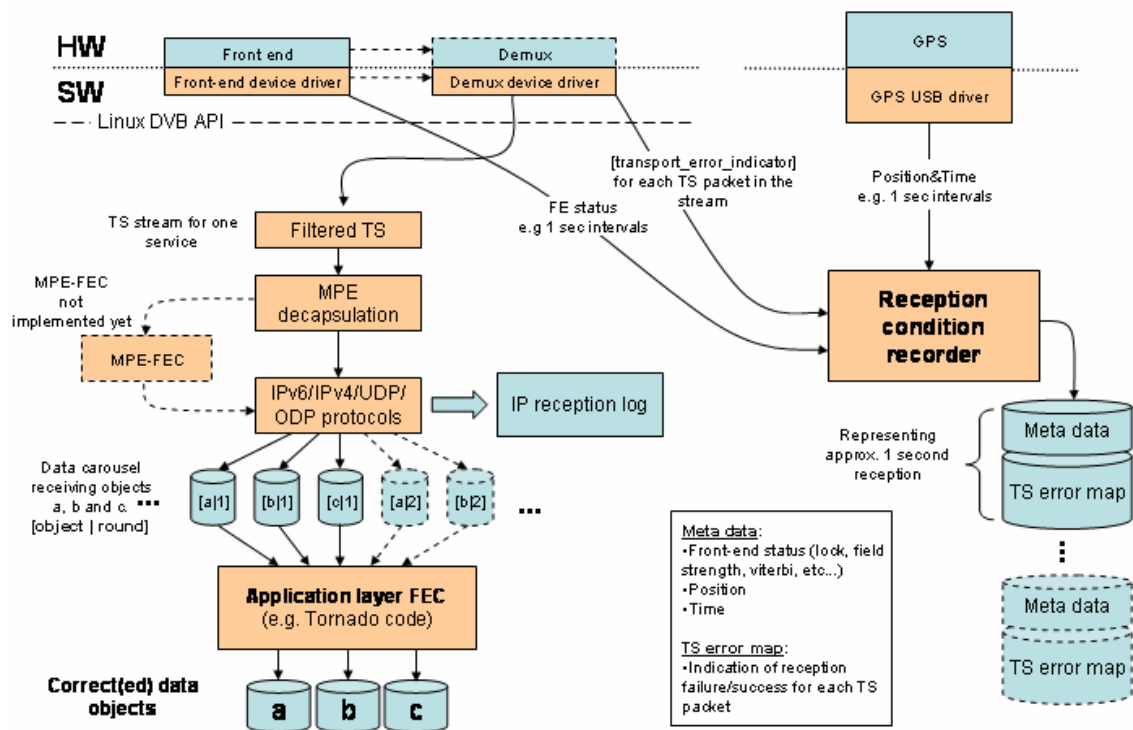 HW
SW
Front end
Front-end device driver
Demux
Demux device driver
GPS
GPS USB driver
Linux DVB API
[transport_error_indicator]
for each TS packet in the
stream
Position&Time
e.g. 1 sec intervals
FE status
e.g 1 sec intervals
TS stream for one
service
Filtered TS
MPE-FEC
not
implemented yet
MPE
decapsulation
MPE-FEC
Reception
condition
recorder
IPv6/IPv4/UDP/
ODP protocols
IP reception log
Representing
approx. 1 second
reception
Meta data
TS error map
Data carousel
receiving objects
a, b and c.
[object | round]
...
[a|1]
[b|1]
[c|1]
[a|2]
[b|2]
...
Meta data:
•Front-end status (lock, field
strength, viterbi, etc...)
•Position
•Time
TS error map:
•Indication of reception
failure/success for each TS
packet
Application layer FEC
(e.g. Tornado code)
Meta data
TS error map
Correct(ed) data
objects
a
b
c